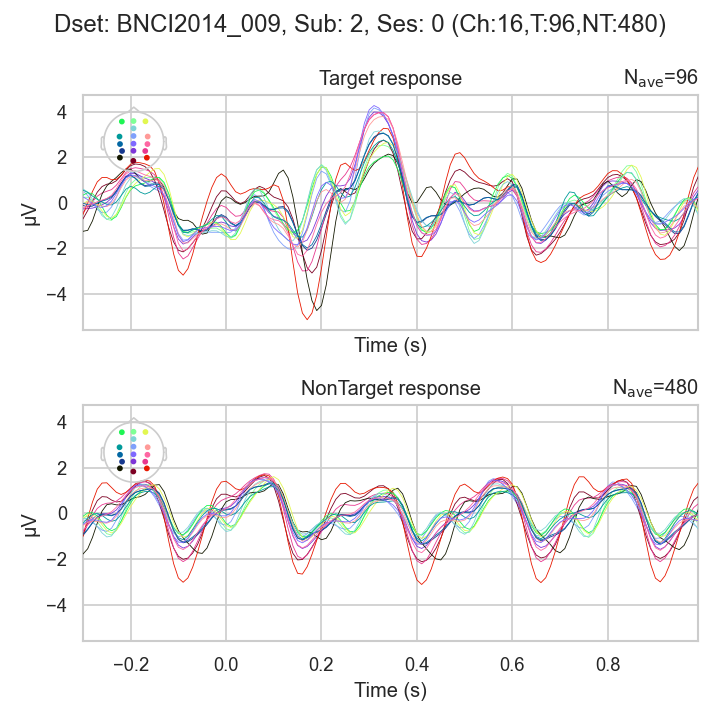 Dset: BNCI2014_009, Sub: 2, Ses: 0 (Ch:16,T:96,NT:480)
Target response
Nave=96
4
2
0
−2
−4
µV
Time (s)
NonTarget response
Nave=480
4
2
0
−2
−4
µV
−0.2 0.0 0.2 0.4 0.6 0.8
Time (s)